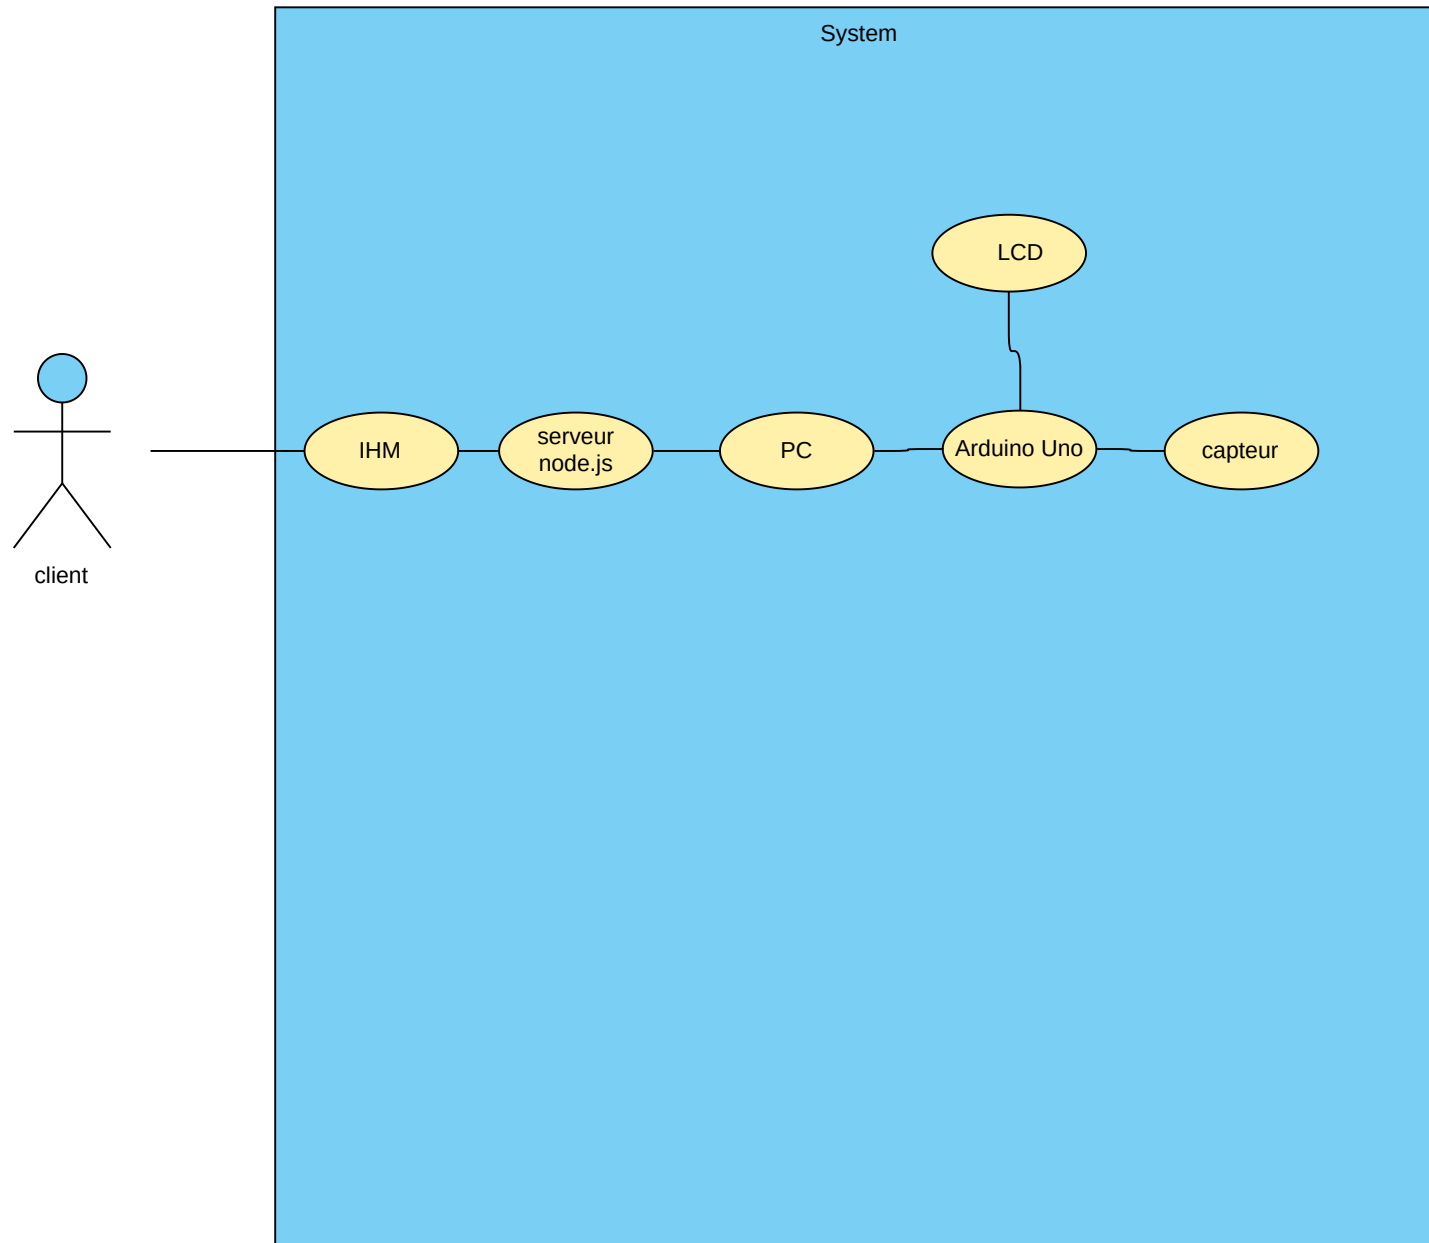 System
LCD
IHM
serveur
node.js
PC
Arduino Uno
capteur
client